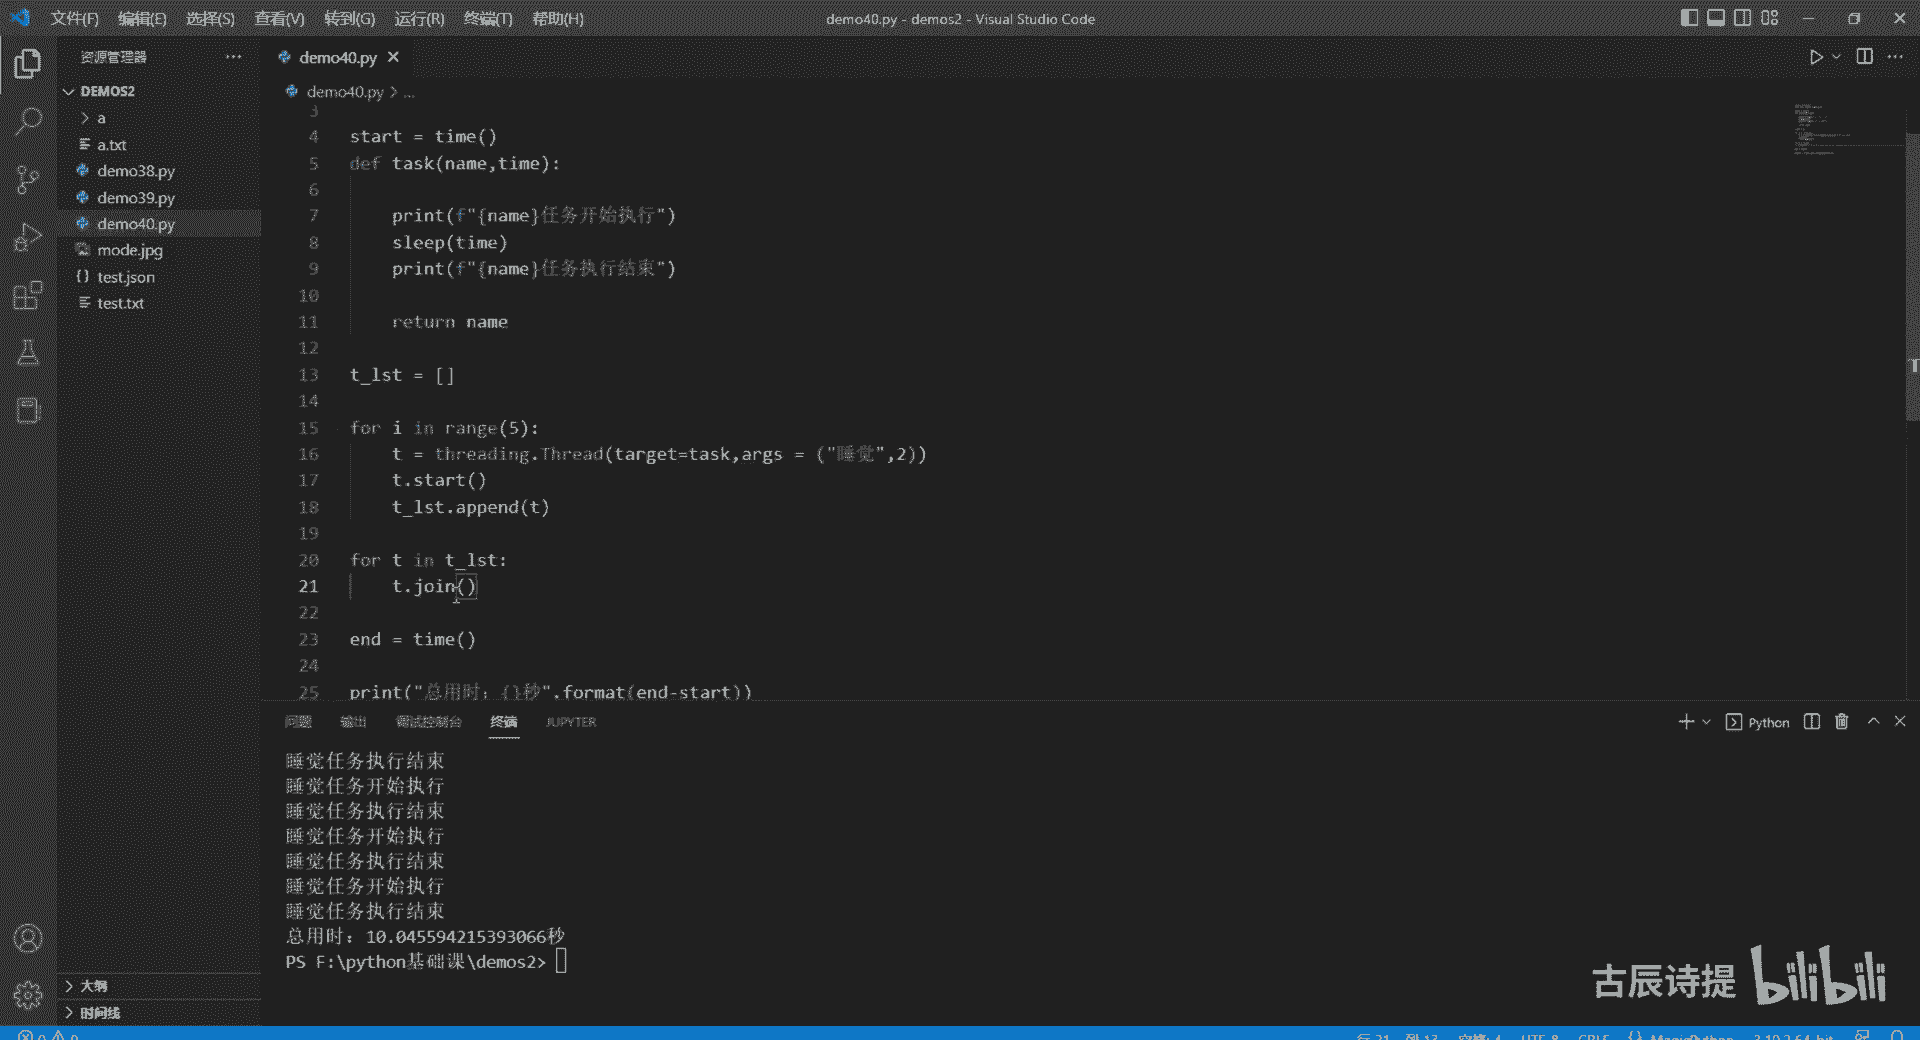 文件(F) 编辑(E) 选择(S) 查看(V) 转到(G) 运行(R) 终端(T) 帮助(H) demo40.py - demos2 - Visual Studio Code
资源管理器
DEMOS2
a
a.txt
demo38.py
demo39.py
demo40.py
mode.jpg
test.json
test.txt
大纲
时间线
demo40.py
demo40.py > ...
3
4 start = time()
5 def task(name,time):
6
7 print(f"{name}任务开始执行")
8 sleep(time)
9 print(f"{name}任务执行结束")
10
11 return name
12
13 t_lst = []
14
15 for i in range(5):
16 t = threading.Thread(target=task,args = ("睡觉",2))
17 t.start()
18 t_lst.append(t)
19
20 for t in t_lst:
21 t.join()
22
23 end = time()
24
25 print("总用时：{}秒".format(end-start))
问题 输出 调试控制台 终端 JUPYTER
Python
睡觉任务执行结束
睡觉任务开始执行
睡觉任务执行结束
睡觉任务开始执行
睡觉任务执行结束
睡觉任务开始执行
睡觉任务执行结束
总用时：10.045594215393066秒
PS F:\python基础课\demos2>
古辰诗提 bilibili